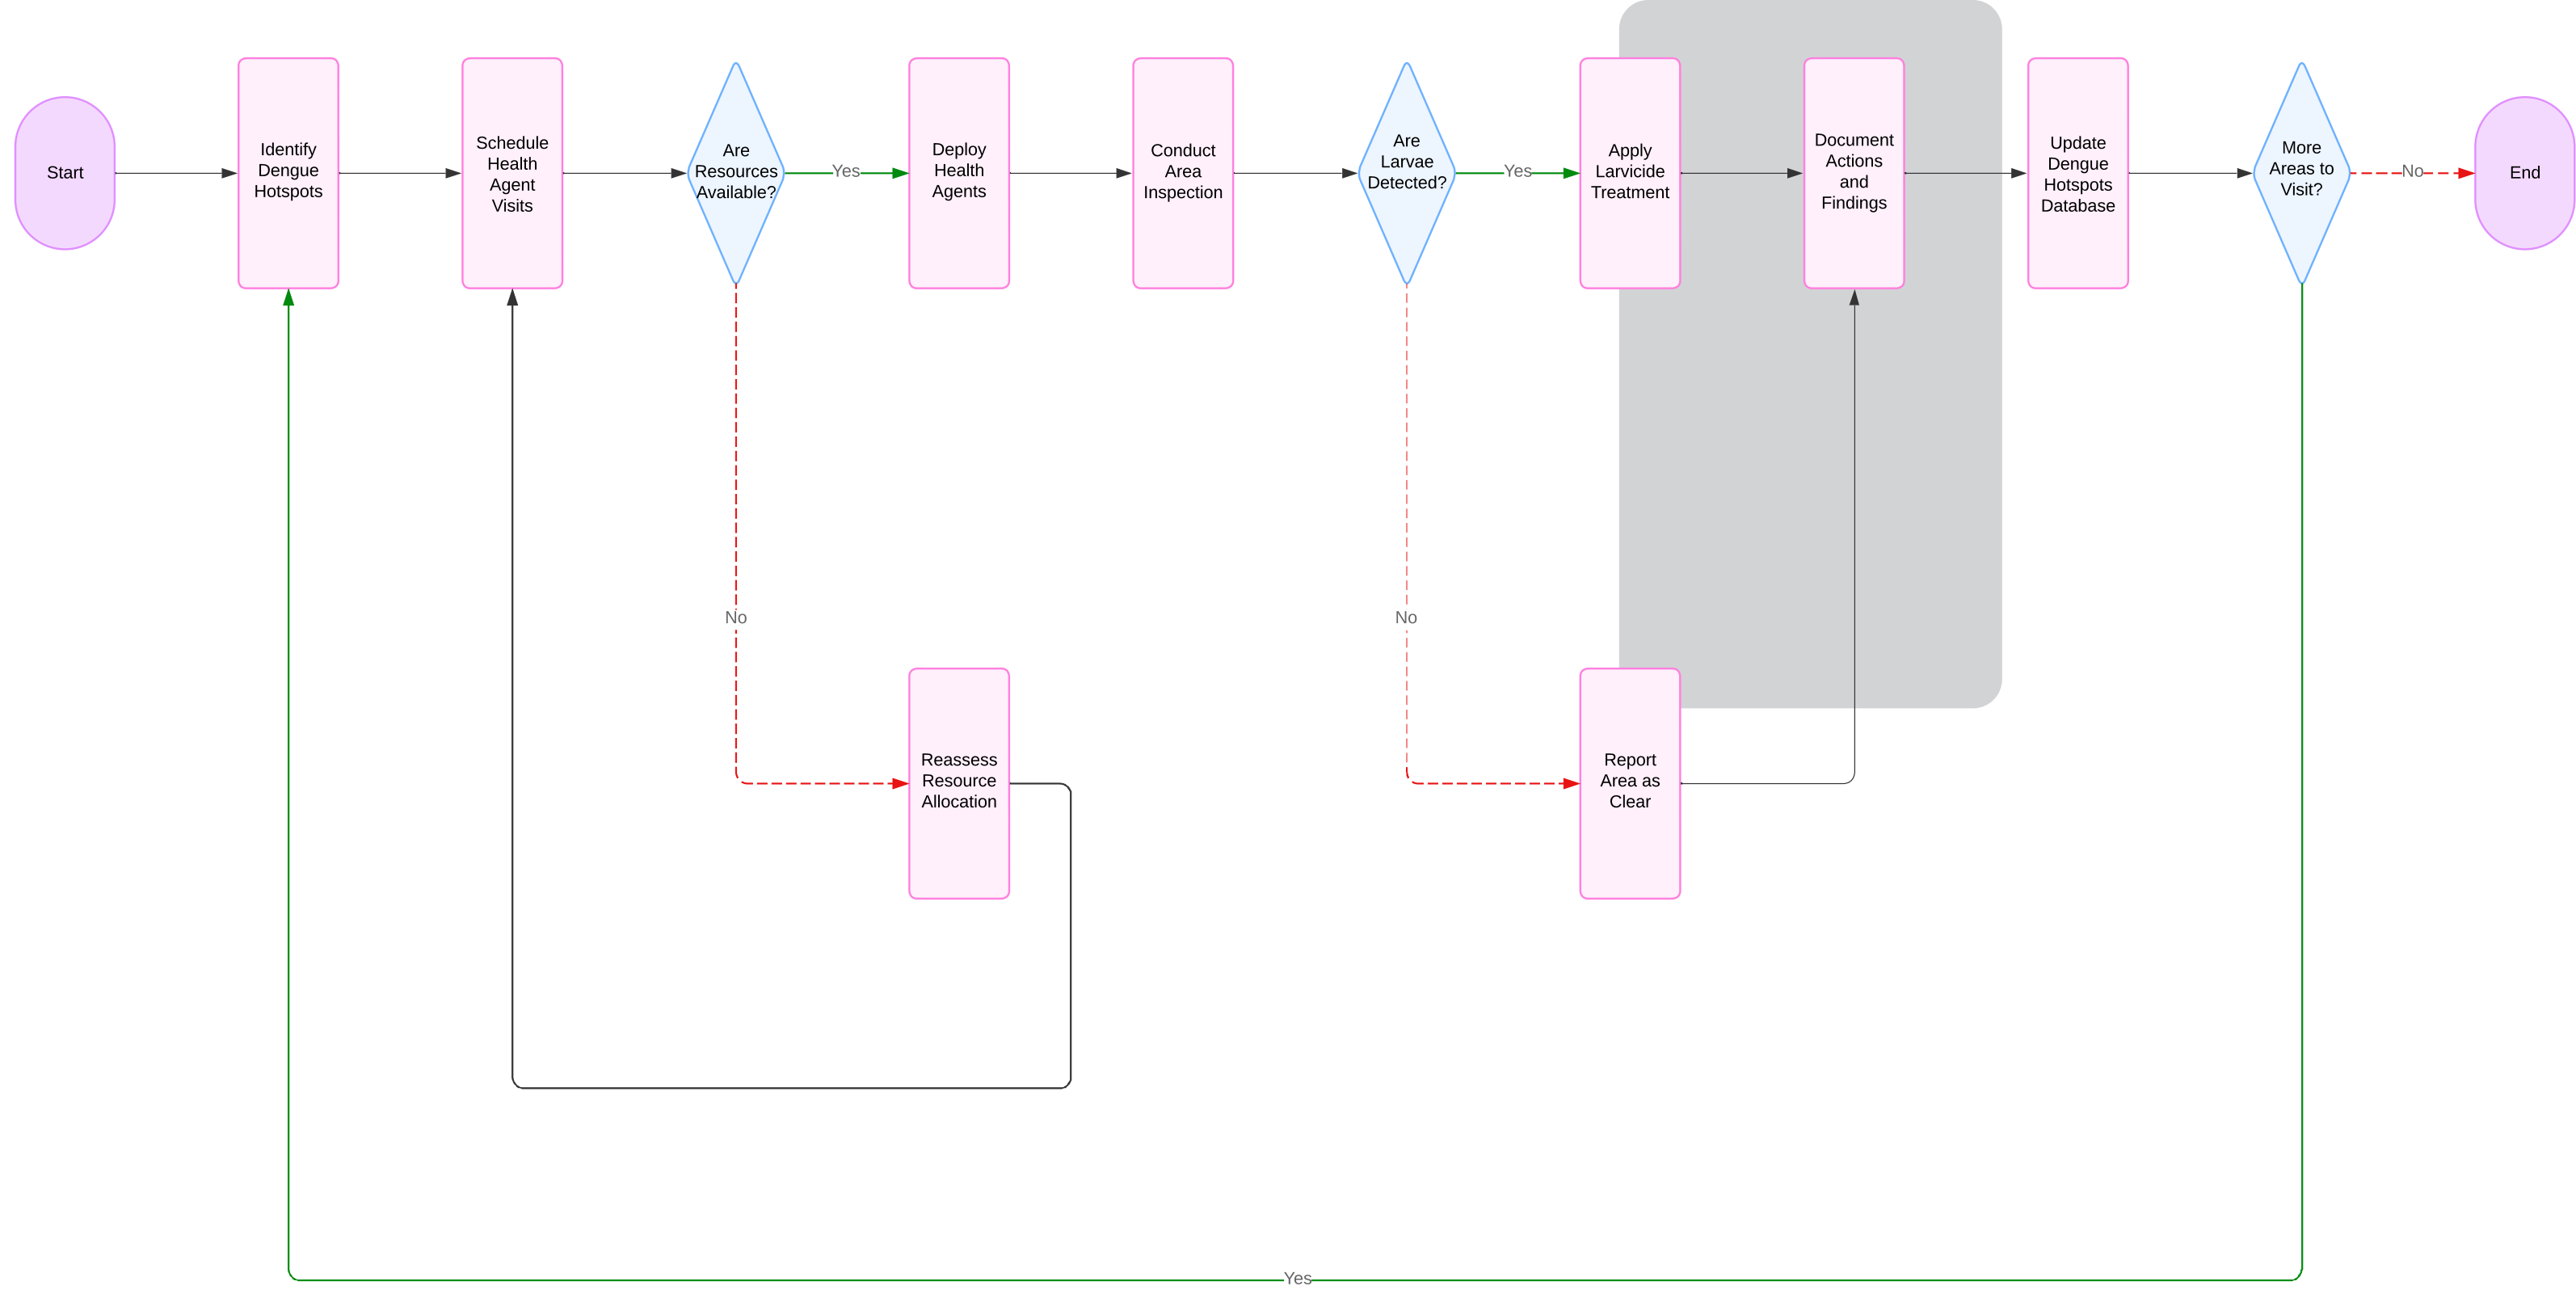 Start
Identify
Dengue
Hotspots
Schedule
Health
Agent
Visits
Are
Resources
Available?
Yes
Deploy
Health
Agents
Conduct
Area
Inspection
Are
Larvae
Detected?
Yes
Apply
Larvicide
Treatment
Document
Actions
and
Findings
Update
Dengue
Hotspots
Database
More
Areas to
Visit?
No
End
No
No
Reassess
Resource
Allocation
Report
Area as
Clear
Yes